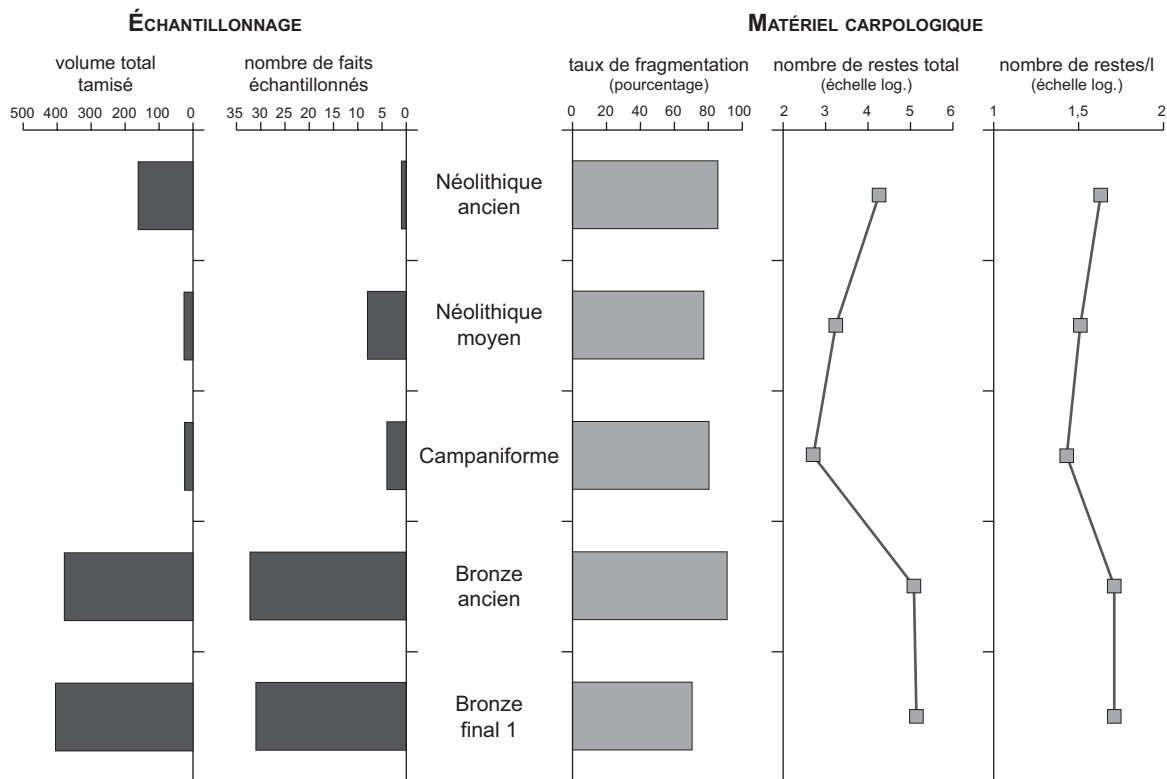 ÉCHANTILLONNAGE
MATÉRIEL CARPOLOGIQUE
volume total
tamisé
nombre de faits
échantillonnés
taux de fragmentation
(pourcentage)
nombre de restes total
(échelle log.)
nombre de restes/l
(échelle log.)
500 400 300 200 100 0
35 30 25 20 15 10 5 0
0 20 40 60 80 100
2 3 4 5 6
1 1,5 2
Néolithique
ancien
Néolithique
moyen
Campaniforme
Bronze
ancien
Bronze
final 1